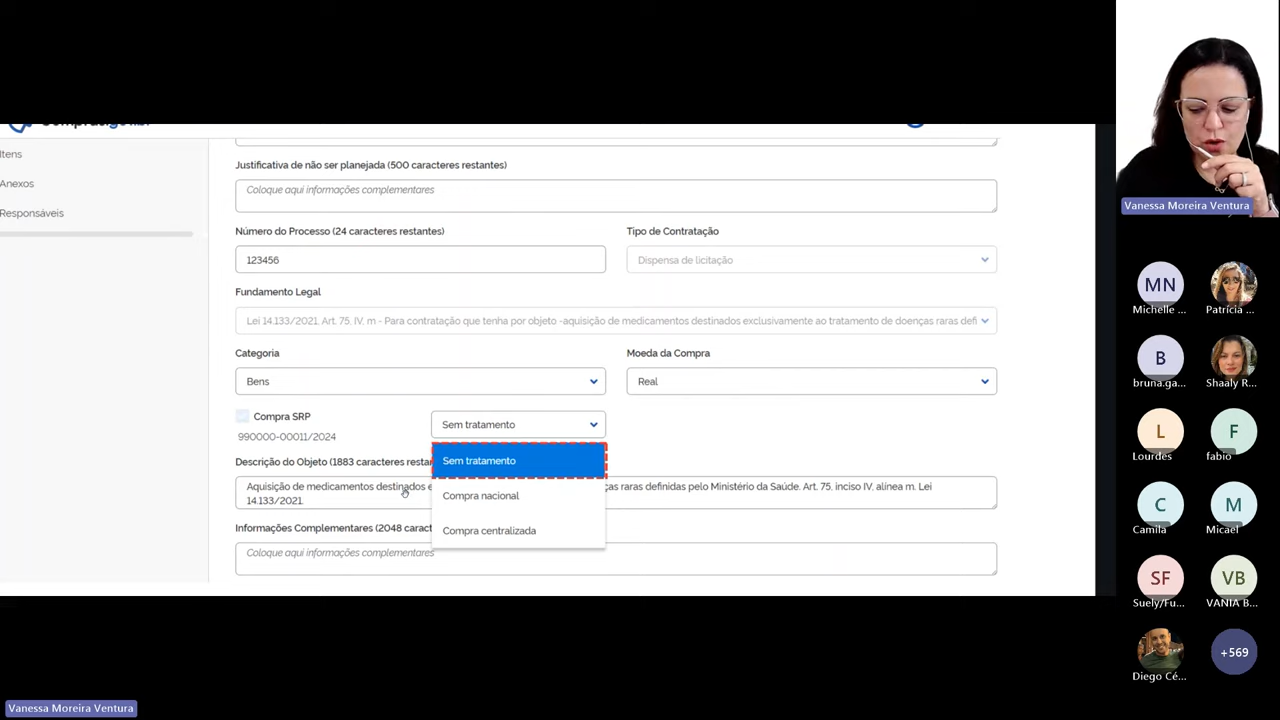 Itens
Anexos
Responsáveis
Justificativa de não ser planejada (500 caracteres restantes)
Coloque aqui informações complementares
Número do Processo (24 caracteres restantes)
Tipo de Contratação
123456
Dispensa de licitação
Fundamento Legal
Lei 14.133/2021, Art. 75, IV, m - Para contratação que tenha por objeto -aquisição de medicamentos destinados exclusivamente ao tratamento de doenças raras defi
Categoria
Moeda da Compra
Bens
Real
Compra SRP
Sem tratamento
990000-00011/2024
Sem tratamento
Compra nacional
Compra centralizada
Descrição do Objeto (1883 caracteres restan
Aquisição de medicamentos destinados e
ças raras definidas pelo Ministério da Saúde. Art. 75, inciso IV, alínea m. Lei
14.133/2021.
Informações Complementares (2048 caract
Coloque aqui informações complementares
Vanessa Moreira Ventura
MN
Michelle ...
Patrícia ...
B
bruna.ga...
Shaaly R...
L
Lourdes
F
fabio
C
Camila
M
Micael
SF
Suely/Fu...
VB
VANIA B...
Diego Cé...
+569
Vanessa Moreira Ventura